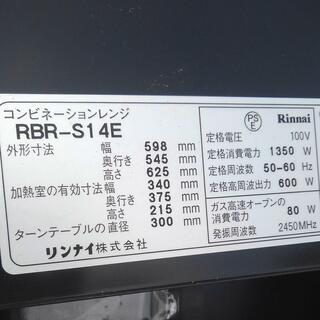 コンビネーションレンジ
RBR-S14E
外形寸法 幅 598 mm
奥行き 545 mm
高さ 625 mm
加熱室の有効寸法 幅 340 mm
奥行き 375 mm
高さ 215 mm
ターンテーブルの直径 300 mm
リンナイ株式会社
PS E Rinnai
定格電圧 100V
定格消費電力 1350 W
定格周波数 50-60 Hz
定格高周波出力 600 W
ガス高速オーブンの消費電力 80 W
発振周波数 2450MHz